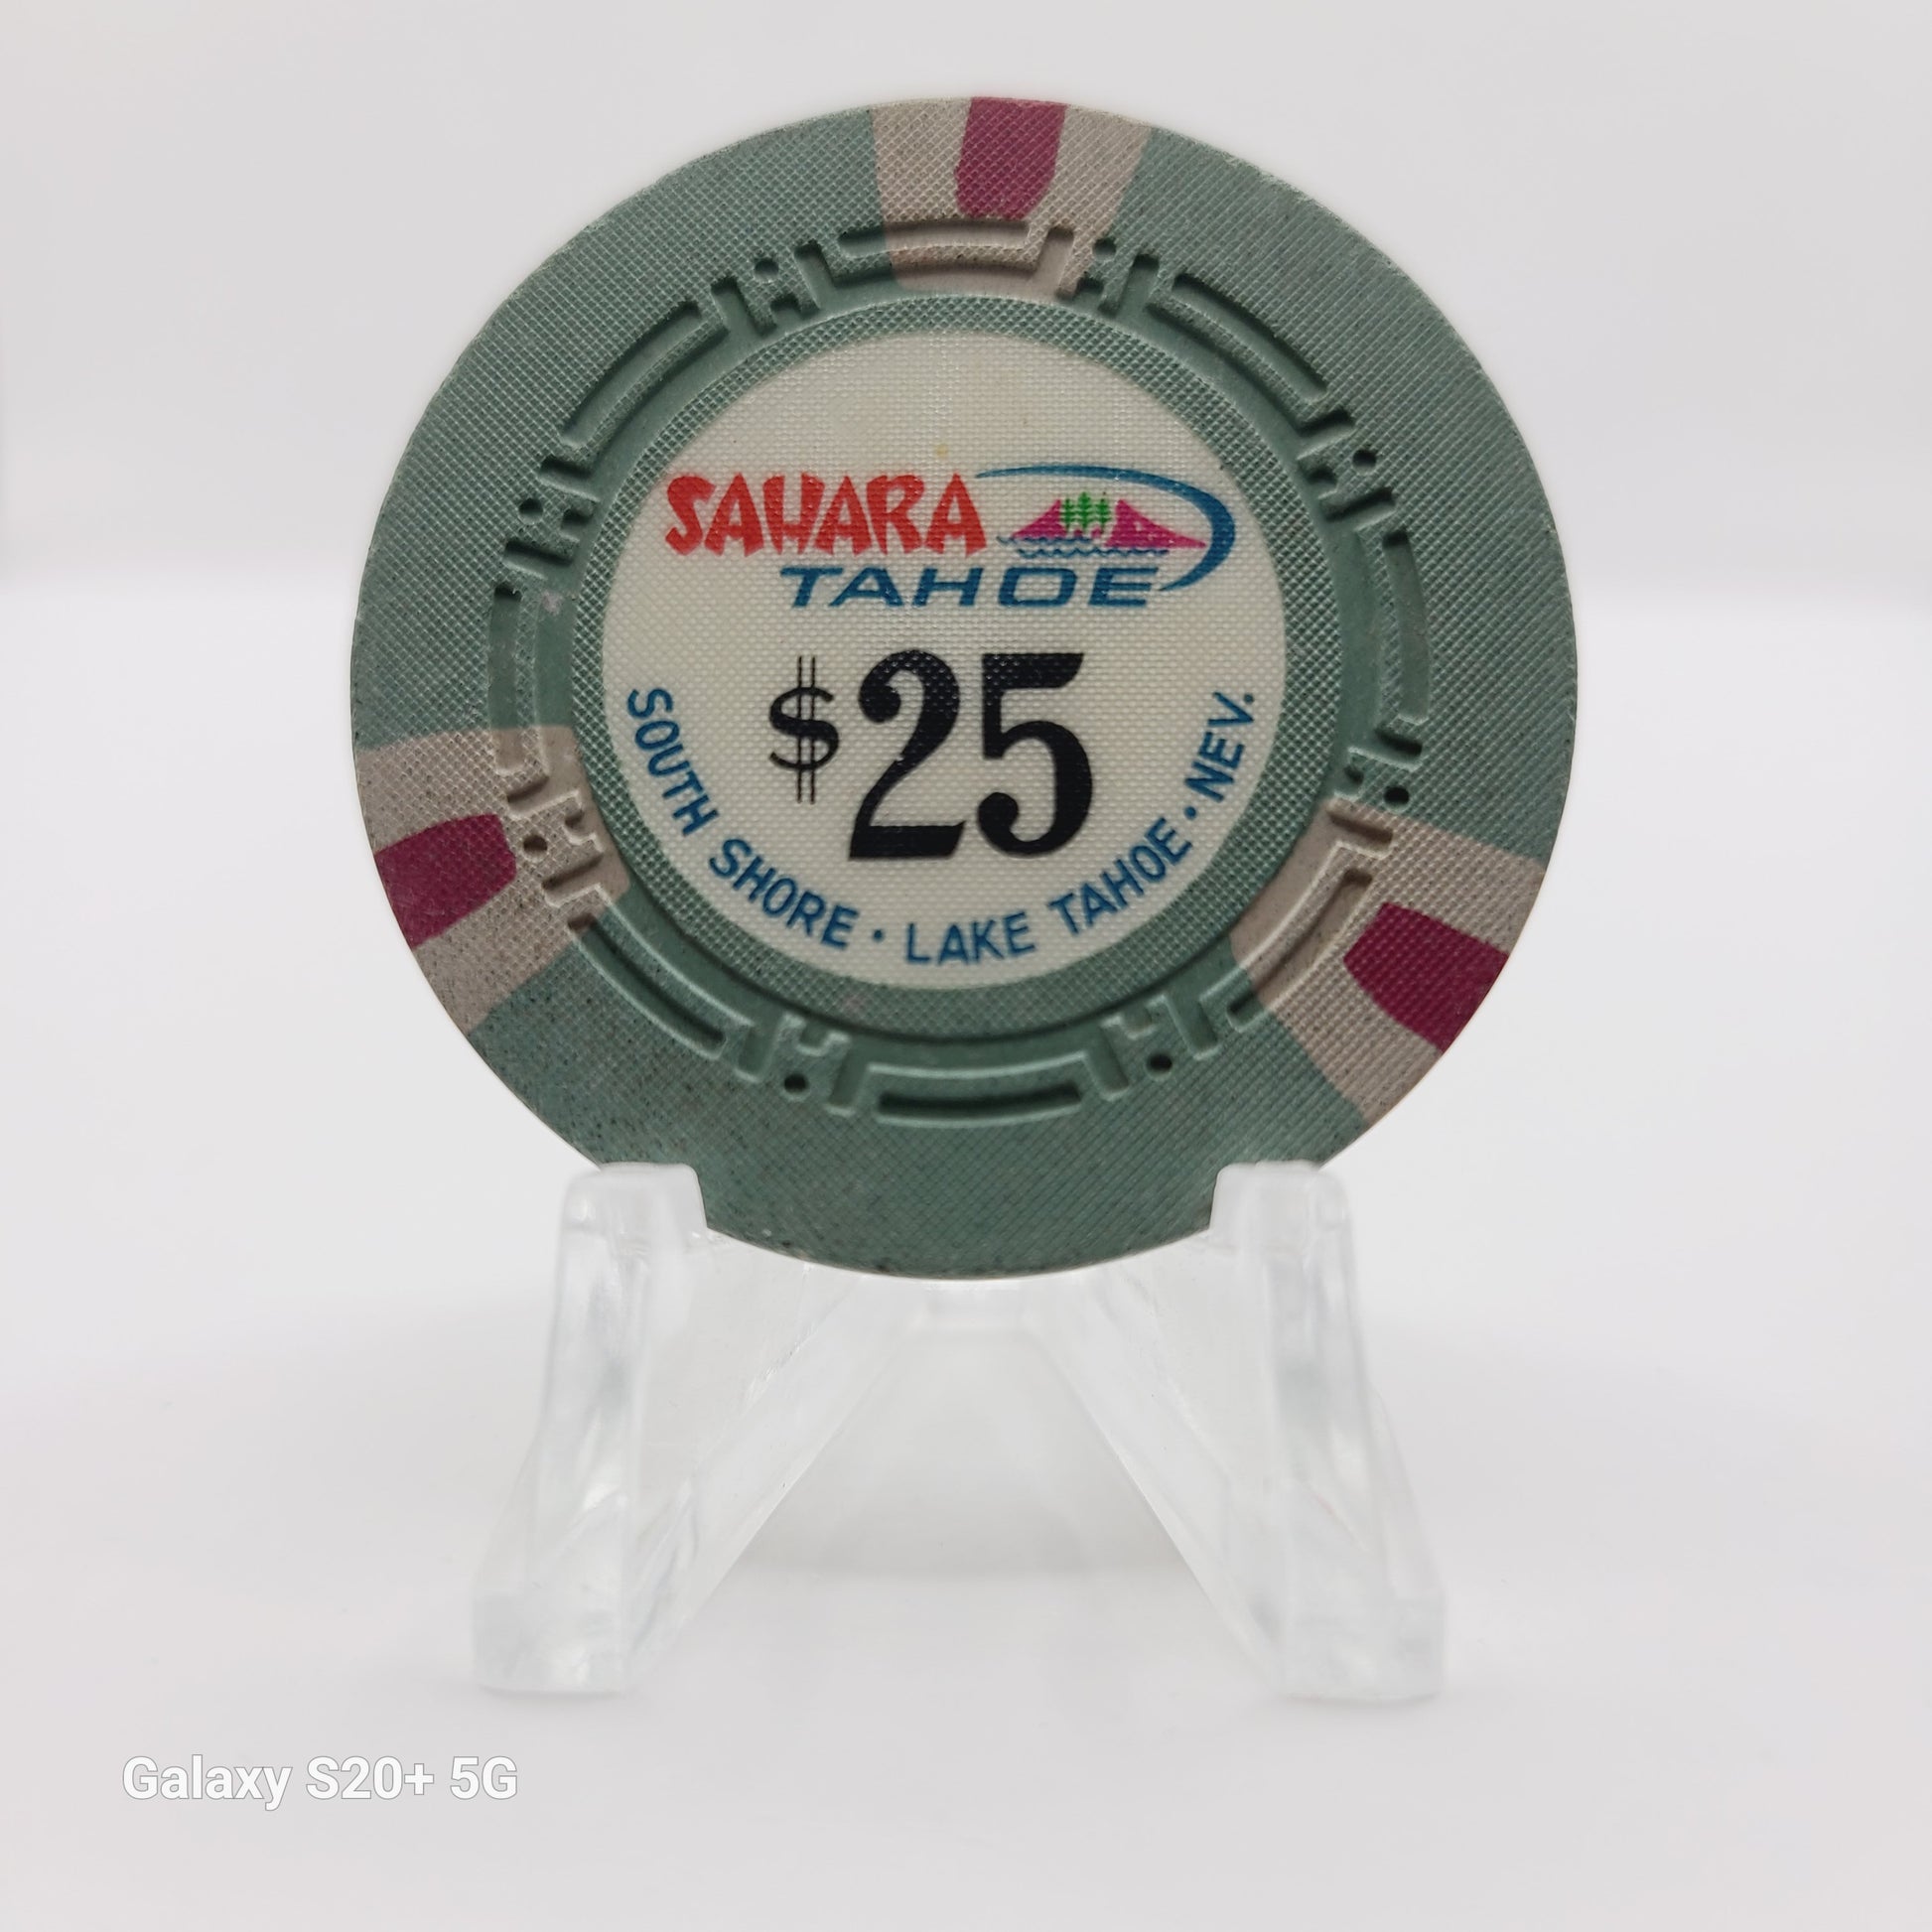 SAHARA
TAHOE
$25
SOUTH SHORE · LAKE TAHOE · NEV.
Galaxy S20+ 5G